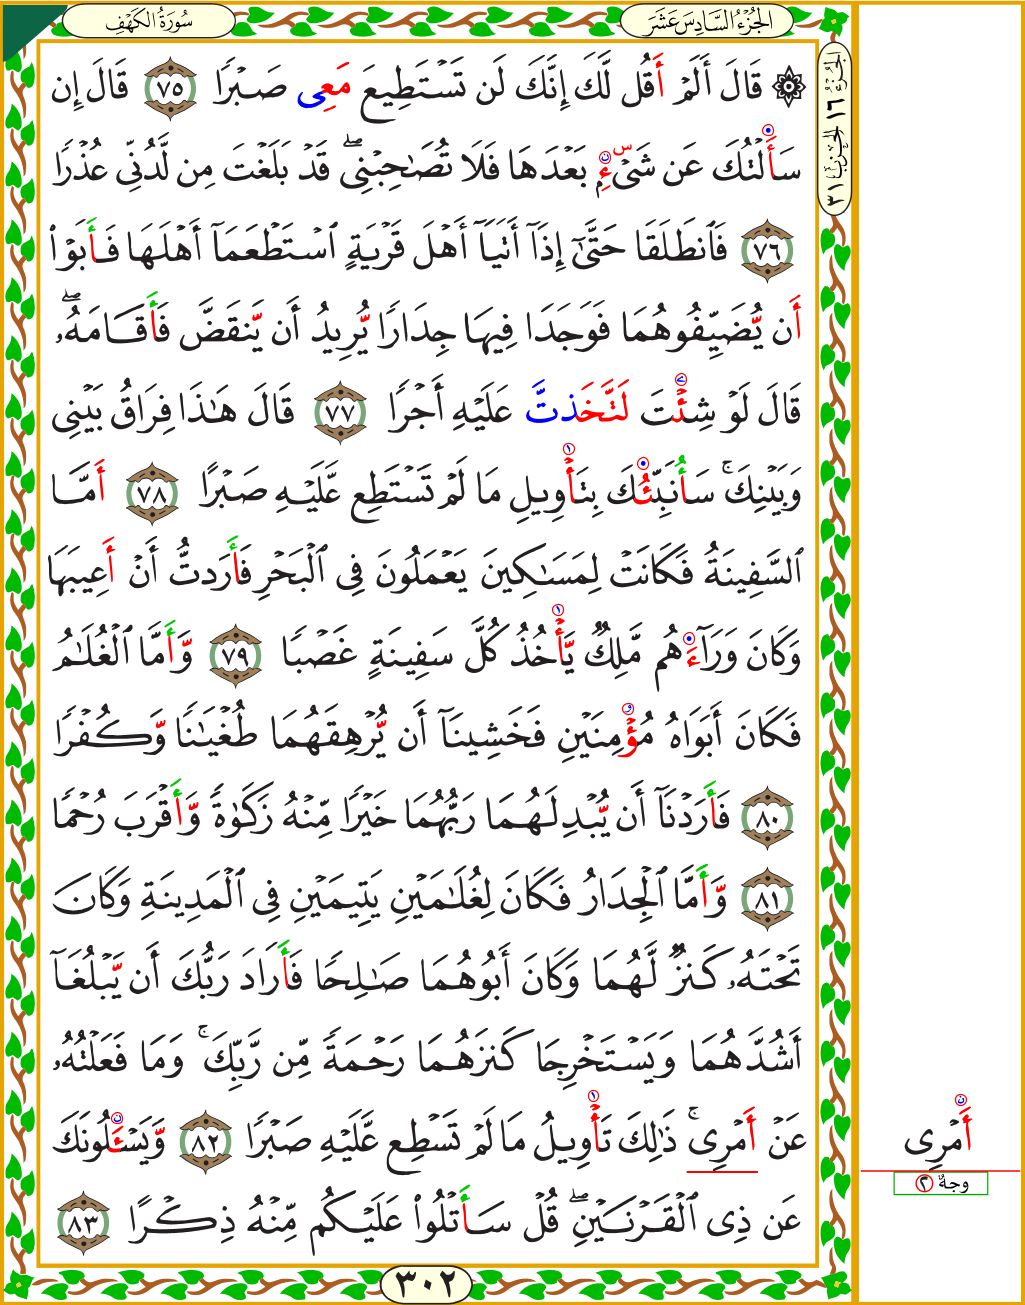 سُورَةُ الكَهْفِ
الجُزْءُ السَّادِسَ عَشَرَ
الجُزْءُ ١٦ الحِزْبُ ٣١
۞ قَالَ أَلَمۡ أَقُل لَّكَ إِنَّكَ لَن تَسۡتَطِيعَ مَعِى صَبۡرًا ٧٥ قَالَ إِن
سَأَلۡتُكَ عَن شَىۡءِۭ بَعۡدَهَا فَلَا تُصَٰحِبۡنِىۖ قَدۡ بَلَغۡتَ مِن لَّدُنِّى عُذۡرًا
٧٦ فَٱنطَلَقَا حَتَّىٰٓ إِذَآ أَتَيَآ أَهۡلَ قَرۡيَةٍ ٱسۡتَطۡعَمَآ أَهۡلَهَا فَأَبَوۡاْ
أَن يُّضَيِّفُوهُمَا فَوَجَدَا فِيهَا جِدَارًا يُّرِيدُ أَن يَّنقَضَّ فَأَقَامَهُۥۖ
قَالَ لَوۡ شِئۡتَ لَتَّخَذتَّ عَلَيۡهِ أَجۡرًا ٧٧ قَالَ هَٰذَا فِرَاقُ بَيۡنِى
وَبَيۡنِكَۚ سَأُنَبِّئُكَ بِتَأۡوِيلِ مَا لَمۡ تَسۡتَطِع عَّلَيۡهِ صَبۡرًا ٧٨ أَمَّا
ٱلسَّفِينَةُ فَكَانَتۡ لِمَسَٰكِينَ يَعۡمَلُونَ فِى ٱلۡبَحۡرِ فَأَرَدتُّ أَنۡ أَعِيبَهَا
وَكَانَ وَرَآءَهُم مَّلِكٌ يَّأۡخُذُ كُلَّ سَفِينَةٍ غَصۡبًا ٧٩ وَّأَمَّا ٱلۡغُلَٰمُ
فَكَانَ أَبَوَاهُ مُؤۡمِنَيۡنِ فَخَشِينَآ أَن يُّرۡهِقَهُمَا طُغۡيَٰنًا وَّكُفۡرًا
٨٠ فَأَرَدۡنَآ أَن يُّبۡدِلَهُمَا رَبُّهُمَا خَيۡرًا مِّنۡهُ زَكَوٰةً وَّأَقۡرَبَ رُحۡمًا
٨١ وَّأَمَّا ٱلۡجِدَارُ فَكَانَ لِغُلَٰمَيۡنِ يَتِيمَيۡنِ فِى ٱلۡمَدِينَةِ وَكَانَ
تَحۡتَهُۥ كَنزٌ لَّهُمَا وَكَانَ أَبُوهُمَا صَٰلِحًا فَأَرَادَ رَبُّكَ أَن يَّبۡلُغَآ
أَشُدَّهُمَا وَيَسۡتَخۡرِجَا كَنزَهُمَا رَحۡمَةً مِّن رَّبِّكَۚ وَمَا فَعَلۡتُهُۥ
عَنۡ أَمۡرِىۚ ذَٰلِكَ تَأۡوِيلُ مَا لَمۡ تَسۡطِع عَّلَيۡهِ صَبۡرًا ٨٢ وَّيَسۡـَٔلُونَكَ
عَن ذِى ٱلۡقَرۡنَيۡنِۖ قُلۡ سَأَتۡلُواْ عَلَيۡكُم مِّنۡهُ ذِكۡرًا ٨٣
أَمۡرِى
وجهٌ ٢
٣٠٢